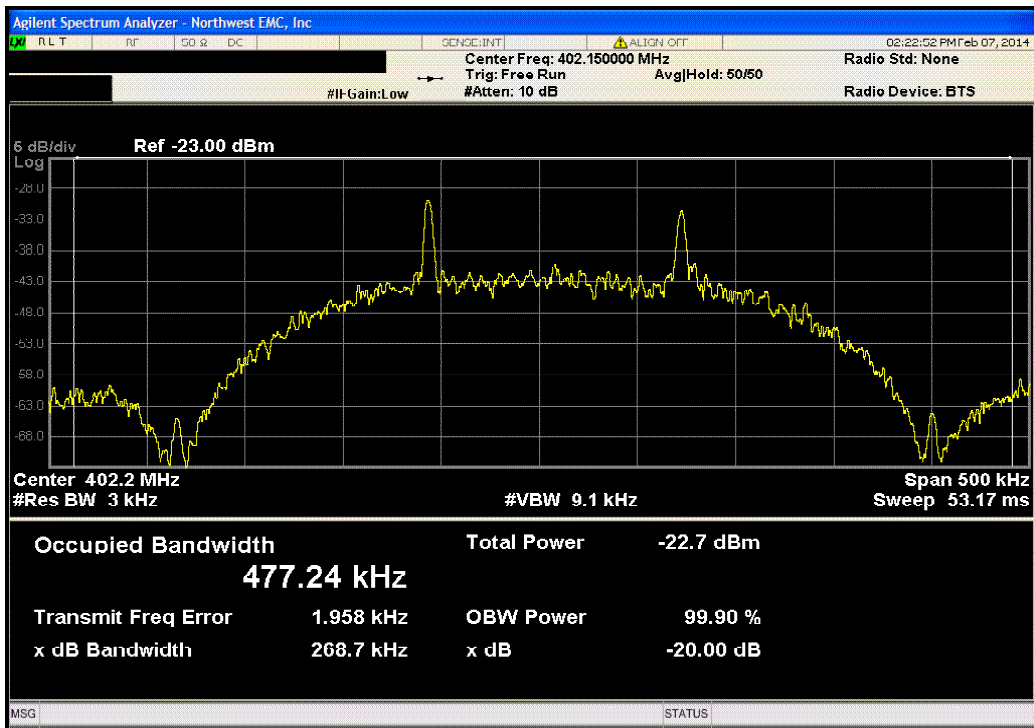 Agilent Spectrum Analyzer - Northwest EMC, Inc
LXI RLT RF 50 Ω DC SENSE:INT ALIGN OFF 02:22:52 PM Feb 07, 2014
Center Freq: 402.150000 MHz Radio Std: None
Trig: Free Run Avg|Hold: 50/50
#IFGain:Low #Atten: 10 dB Radio Device: BTS
5 dB/div Ref -23.00 dBm
Log
-28.0
-33.0
-38.0
-43.0
-48.0
-53.0
-58.0
-63.0
-68.0
Center 402.2 MHz Span 500 kHz
#Res BW 3 kHz #VBW 9.1 kHz Sweep 53.17 ms
Occupied Bandwidth Total Power -22.7 dBm
477.24 kHz
Transmit Freq Error 1.958 kHz OBW Power 99.90 %
x dB Bandwidth 268.7 kHz x dB -20.00 dB
MSG STATUS